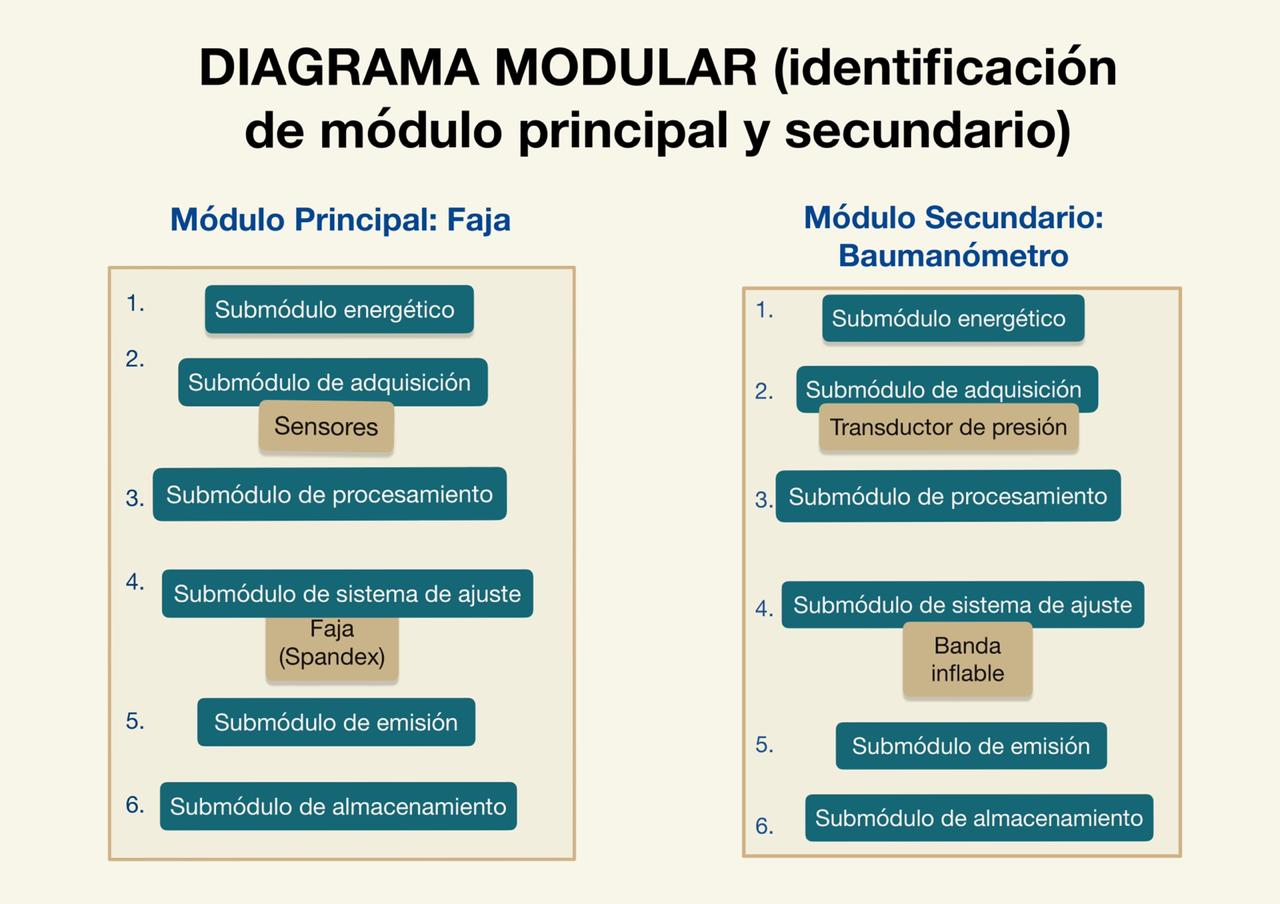 DIAGRAMA MODULAR (identificación
de módulo principal y secundario)
Módulo Principal: Faja
1. Submódulo energético
2. Submódulo de adquisición
Sensores
3. Submódulo de procesamiento
4. Submódulo de sistema de ajuste
Faja
(Spandex)
5. Submódulo de emisión
6. Submódulo de almacenamiento
Módulo Secundario:
Baumanómetro
1. Submódulo energético
2. Submódulo de adquisición
Transductor de presión
3. Submódulo de procesamiento
4. Submódulo de sistema de ajuste
Banda
inflable
5. Submódulo de emisión
6. Submódulo de almacenamiento